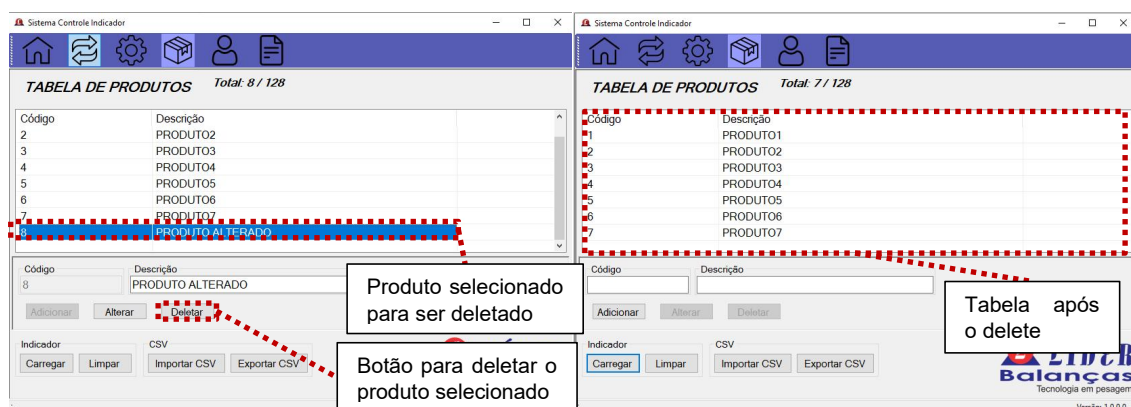 Sistema Controle Indicador
TABELA DE PRODUTOS Total: 8 / 128
Código Descrição
2 PRODUTO2
3 PRODUTO3
4 PRODUTO4
5 PRODUTO5
6 PRODUTO6
7 PRODUTO7
8 PRODUTO ALTERADO
Código Descrição
8 PRODUTO ALTERADO
Adicionar Alterar Deletar
Indicador CSV
Carregar Limpar Importar CSV Exportar CSV
Produto selecionado
para ser deletado
Botão para deletar o
produto selecionado
Sistema Controle Indicador
TABELA DE PRODUTOS Total: 7 / 128
Código Descrição
1 PRODUTO1
2 PRODUTO2
3 PRODUTO3
4 PRODUTO4
5 PRODUTO5
6 PRODUTO6
7 PRODUTO7
Código Descrição
Adicionar Alterar Deletar
Indicador CSV
Carregar Limpar Importar CSV Exportar CSV
Tabela após
o delete
LÍDER
Balanças
Tecnologia em pesagem